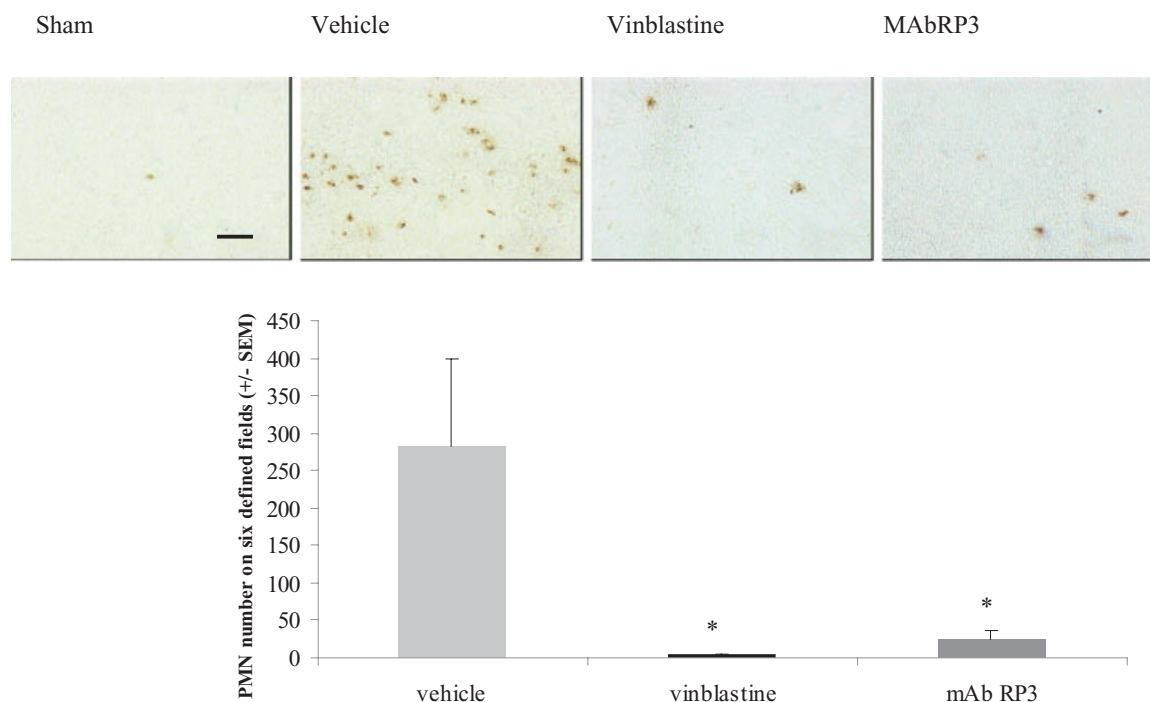 Sham
Vehicle
Vinblastine
MAbRP3
PMN number on six defined fields (+/- SEM)
450
400
350
300
250
200
150
100
50
0
*
*
vehicle
vinblastine
mAb RP3